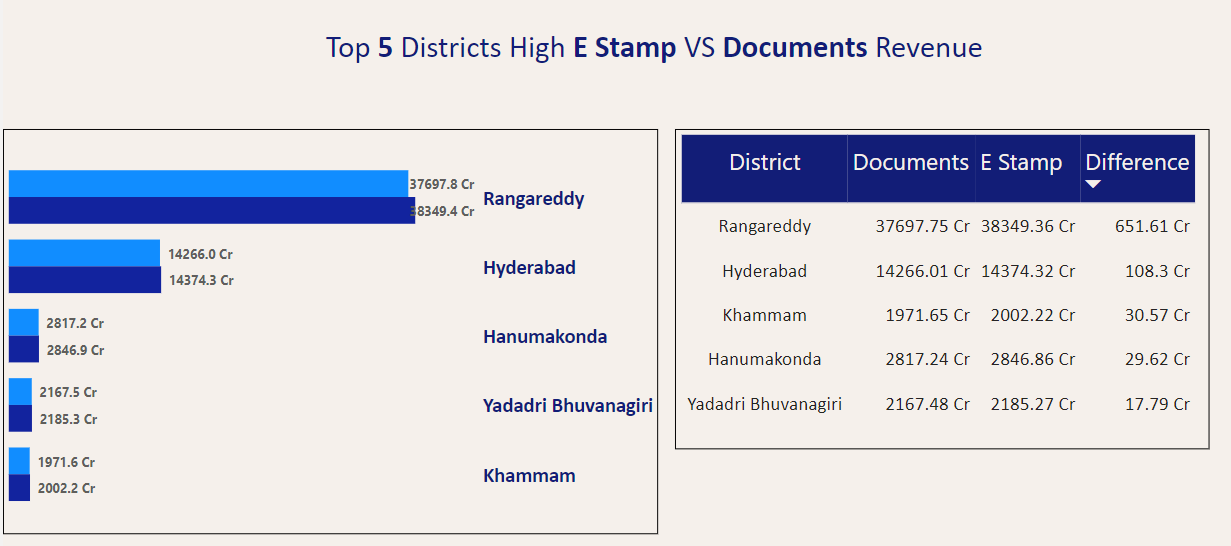 Top 5 Districts High E Stamp VS Documents Revenue
37697.8 Cr
38349.4 Cr
Rangareddy
14266.0 Cr
14374.3 Cr
Hyderabad
2817.2 Cr
2846.9 Cr
Hanumakonda
2167.5 Cr
2185.3 Cr
Yadadri Bhuvanagiri
1971.6 Cr
2002.2 Cr
Khammam
District Documents E Stamp Difference
Rangareddy 37697.75 Cr 38349.36 Cr 651.61 Cr
Hyderabad 14266.01 Cr 14374.32 Cr 108.3 Cr
Khammam 1971.65 Cr 2002.22 Cr 30.57 Cr
Hanumakonda 2817.24 Cr 2846.86 Cr 29.62 Cr
Yadadri Bhuvanagiri 2167.48 Cr 2185.27 Cr 17.79 Cr